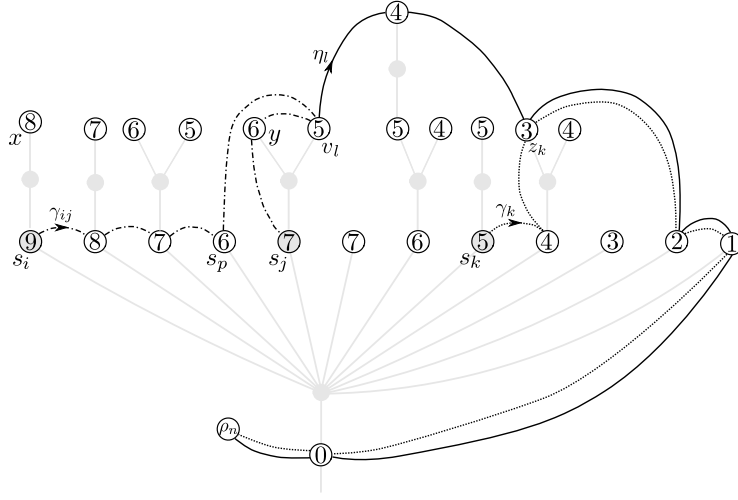 4
η_l
8 7 6 5 6 y 5 5 4 5 3 4
x v_l z_k
γ_ij γ_k
9 8 7 6 7 7 6 5 4 3 2 1
s_i s_p s_j s_k
ρ_n
0